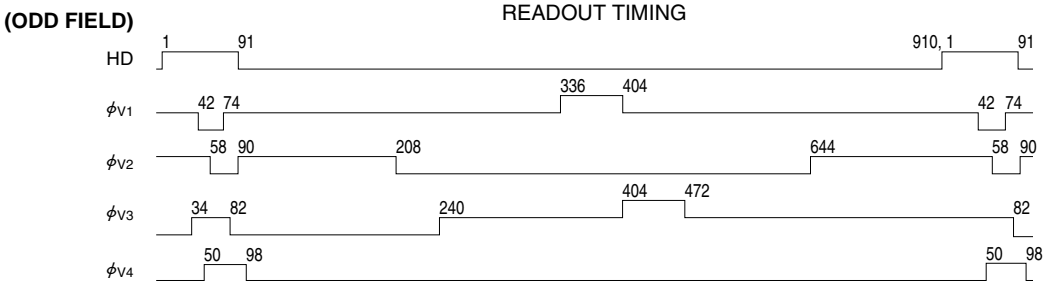 READOUT TIMING
(ODD FIELD)
HD 1 91 910, 1 91
ϕV1 42 74 336 404 42 74
ϕV2 58 90 208 644 58 90
ϕV3 34 82 240 404 472 82
ϕV4 50 98 50 98